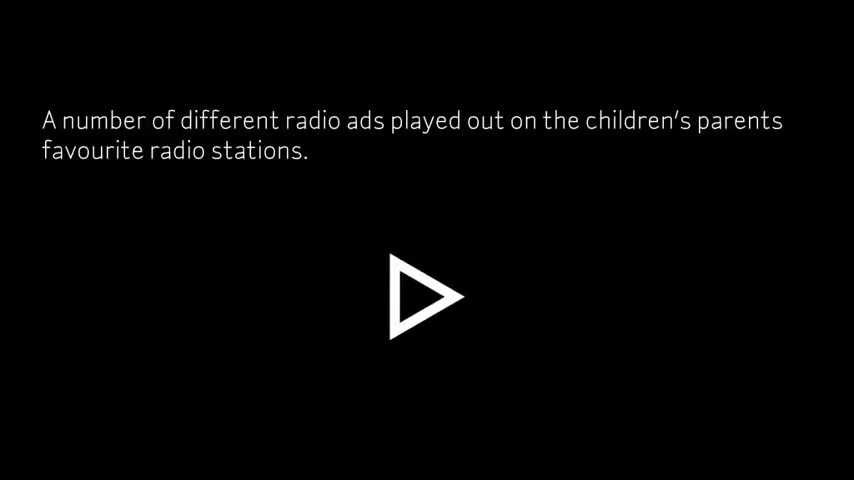 A number of different radio ads played out on the children's parents
favourite radio stations.